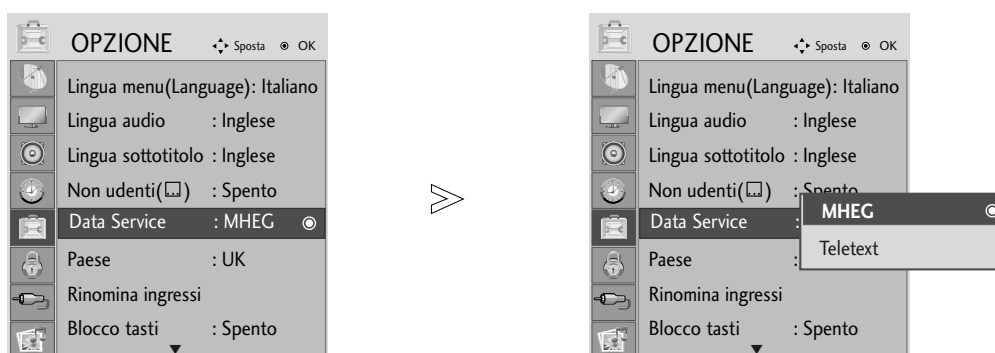 OPZIONE Sposta OK
Lingua menu(Language): Italiano
Lingua audio : Inglese
Lingua sottotitolo : Inglese
Non udenti( ) : Spento
Data Service : MHEG
Paese : UK
Rinomina ingressi
Blocco tasti : Spento
OPZIONE Sposta OK
Lingua menu(Language): Italiano
Lingua audio : Inglese
Lingua sottotitolo : Inglese
Non udenti( ) : Spento
Data Service :
MHEG
Teletext
Paese :
Rinomina ingressi
Blocco tasti : Spento